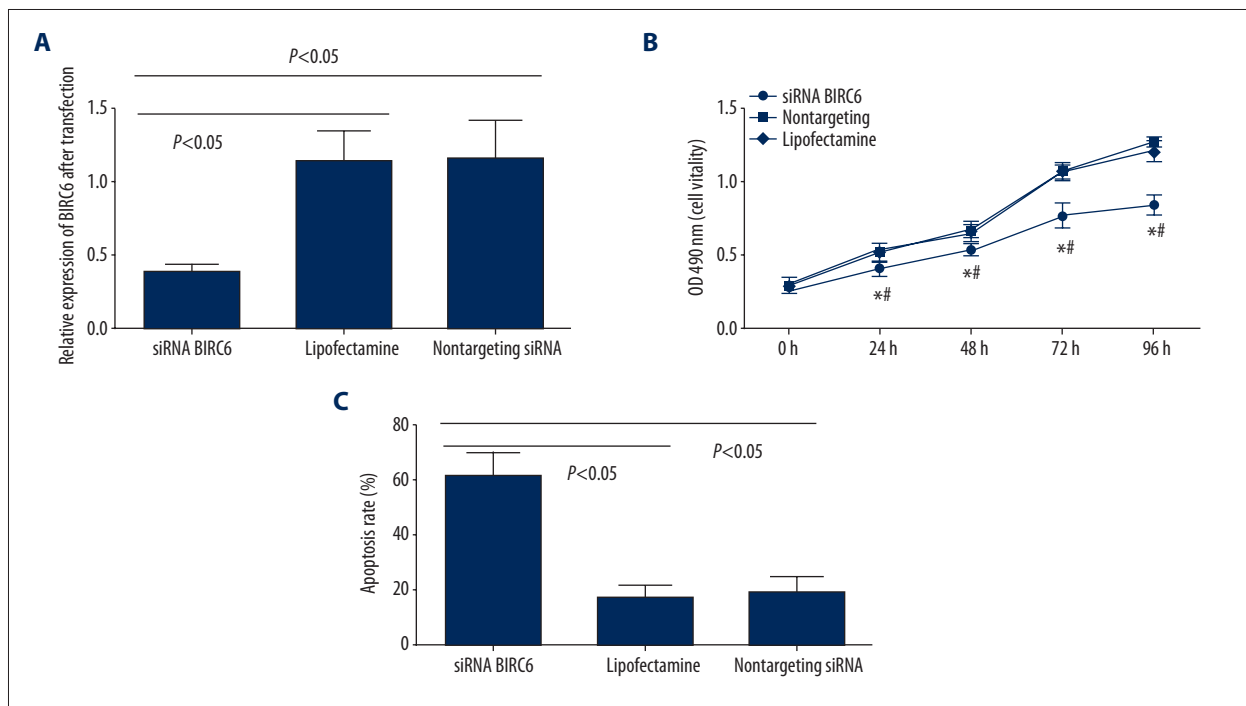 A
P<0.05
P<0.05
Relative expression of BIRC6 after transfection
1.5
1.0
0.5
0.0
siRNA BIRC6 Lipofectamine Nontargeting siRNA
B
siRNA BIRC6
Nontargeting
Lipofectamine
OD 490 nm (cell vitality)
1.5
1.0
0.5
0.0
*#
*#
*#
*#
0 h 24 h 48 h 72 h 96 h
C
P<0.05
P<0.05
Apoptosis rate (%)
80
60
40
20
0
siRNA BIRC6 Lipofectamine Nontargeting siRNA